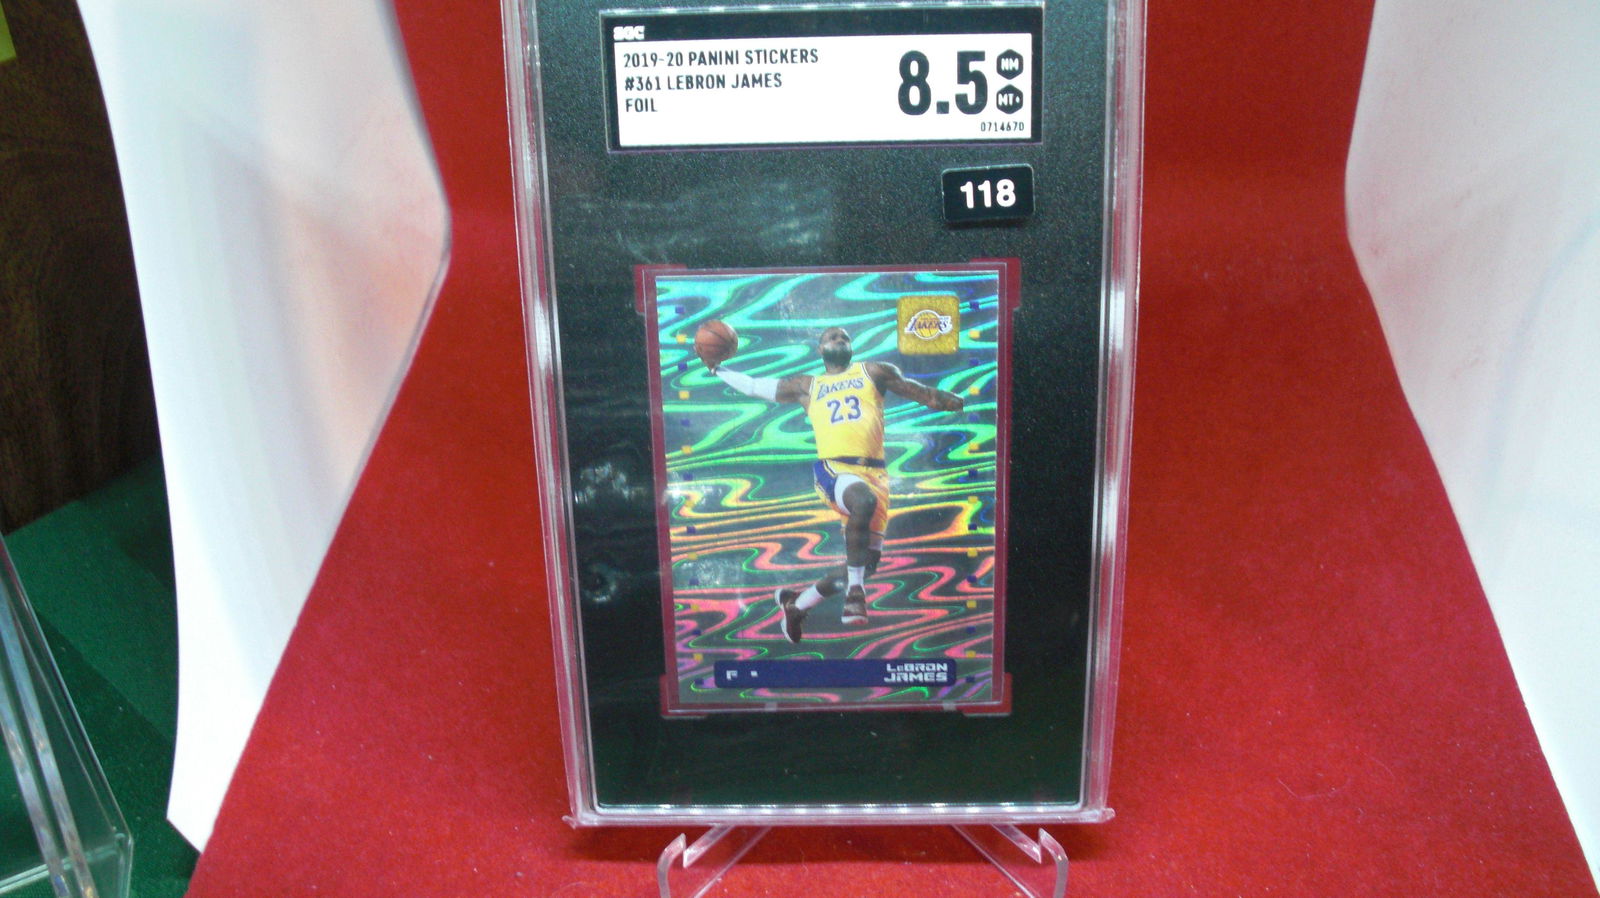 SGC
2019-20 PANINI STICKERS
#361 LEBRON JAMES
FOIL
8.5
NM
MT+
0714670
118
LAKERS
LAKERS
23
F
LeBRON
JAMES